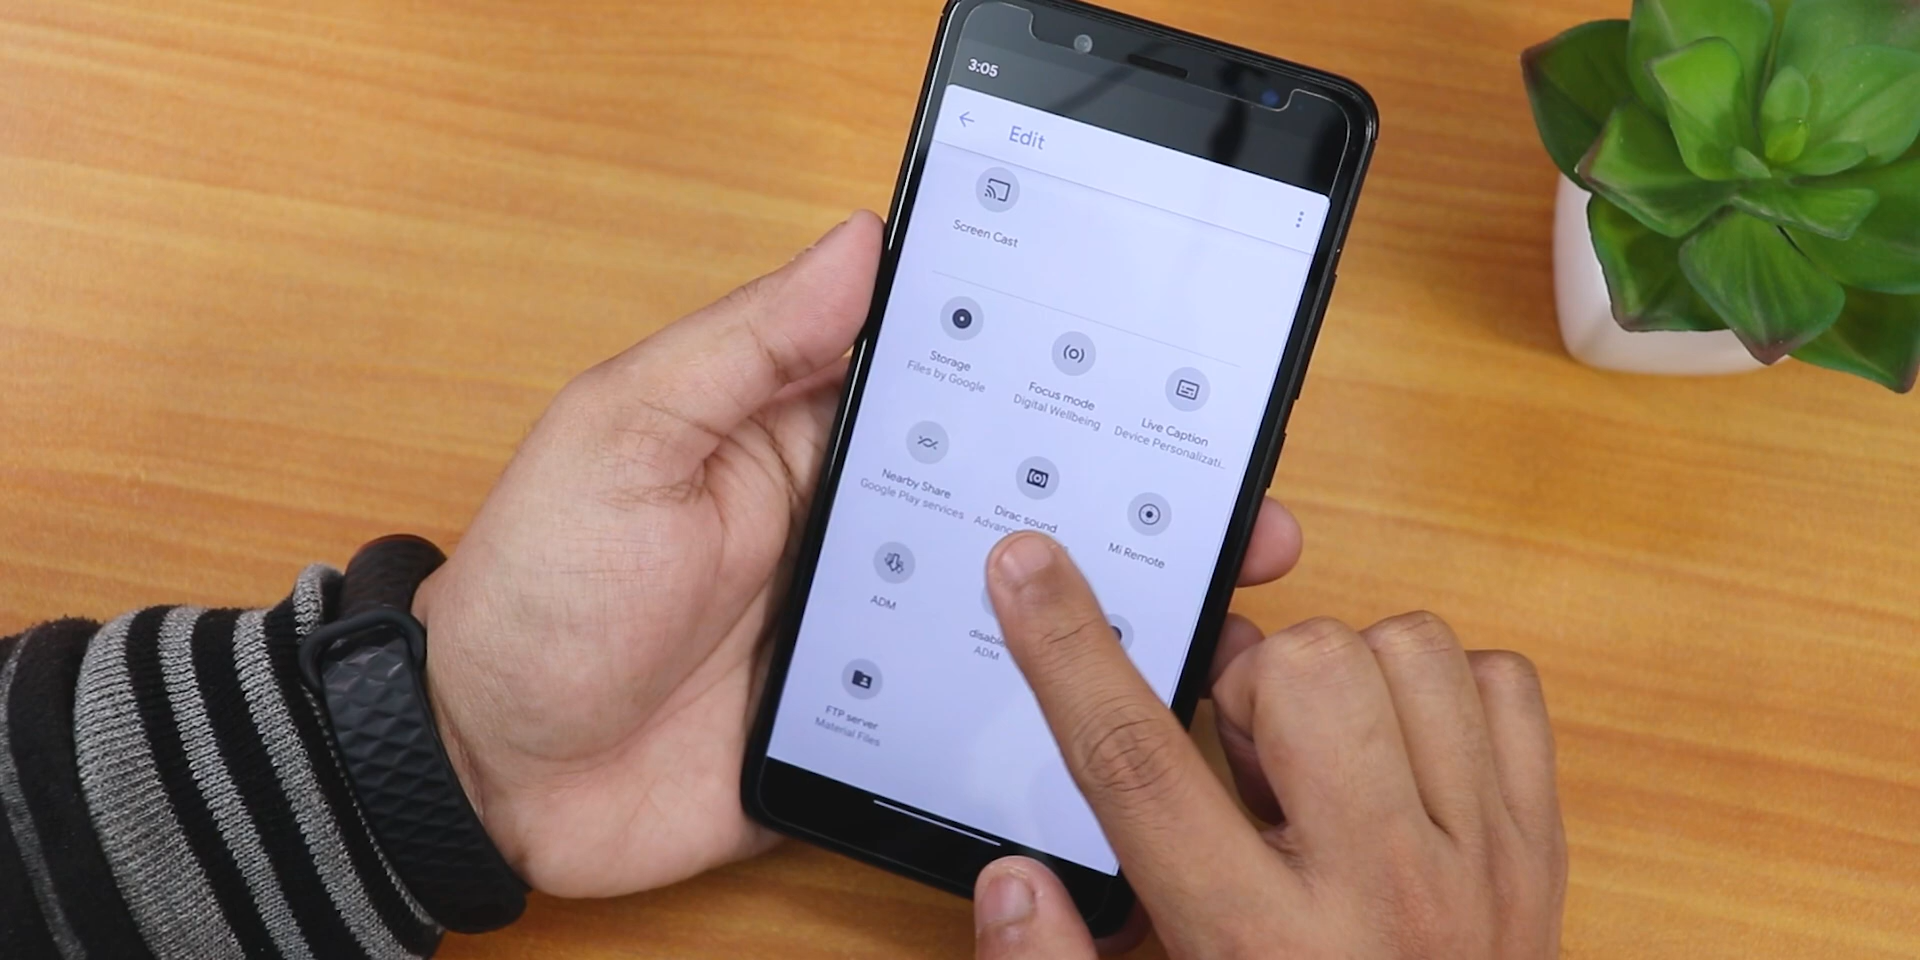 3:05
Edit
Screen Cast
Storage
Files by Google
Focus mode
Digital Wellbeing
Live Caption
Device Personalizati..
Nearby Share
Google Play services
Dirac sound
Mi Remote
ADM
ADM
FTP server
Material Files